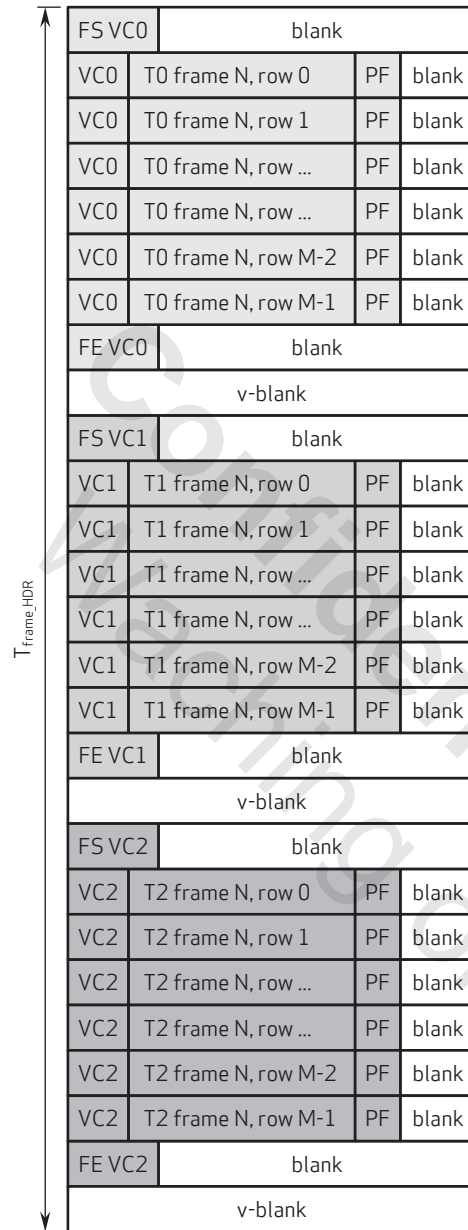 FS VC0 blank
VC0 T0 frame N, row 0 PF blank
VC0 T0 frame N, row 1 PF blank
VC0 T0 frame N, row ... PF blank
VC0 T0 frame N, row ... PF blank
VC0 T0 frame N, row M-2 PF blank
VC0 T0 frame N, row M-1 PF blank
FE VC0 blank
v-blank
FS VC1 blank
VC1 T1 frame N, row 0 PF blank
VC1 T1 frame N, row 1 PF blank
VC1 T1 frame N, row ... PF blank
VC1 T1 frame N, row ... PF blank
VC1 T1 frame N, row M-2 PF blank
VC1 T1 frame N, row M-1 PF blank
FE VC1 blank
v-blank
FS VC2 blank
VC2 T2 frame N, row 0 PF blank
VC2 T2 frame N, row 1 PF blank
VC2 T2 frame N, row ... PF blank
VC2 T2 frame N, row ... PF blank
VC2 T2 frame N, row M-2 PF blank
VC2 T2 frame N, row M-1 PF blank
FE VC2 blank
v-blank
Tframe_HDR
Waching